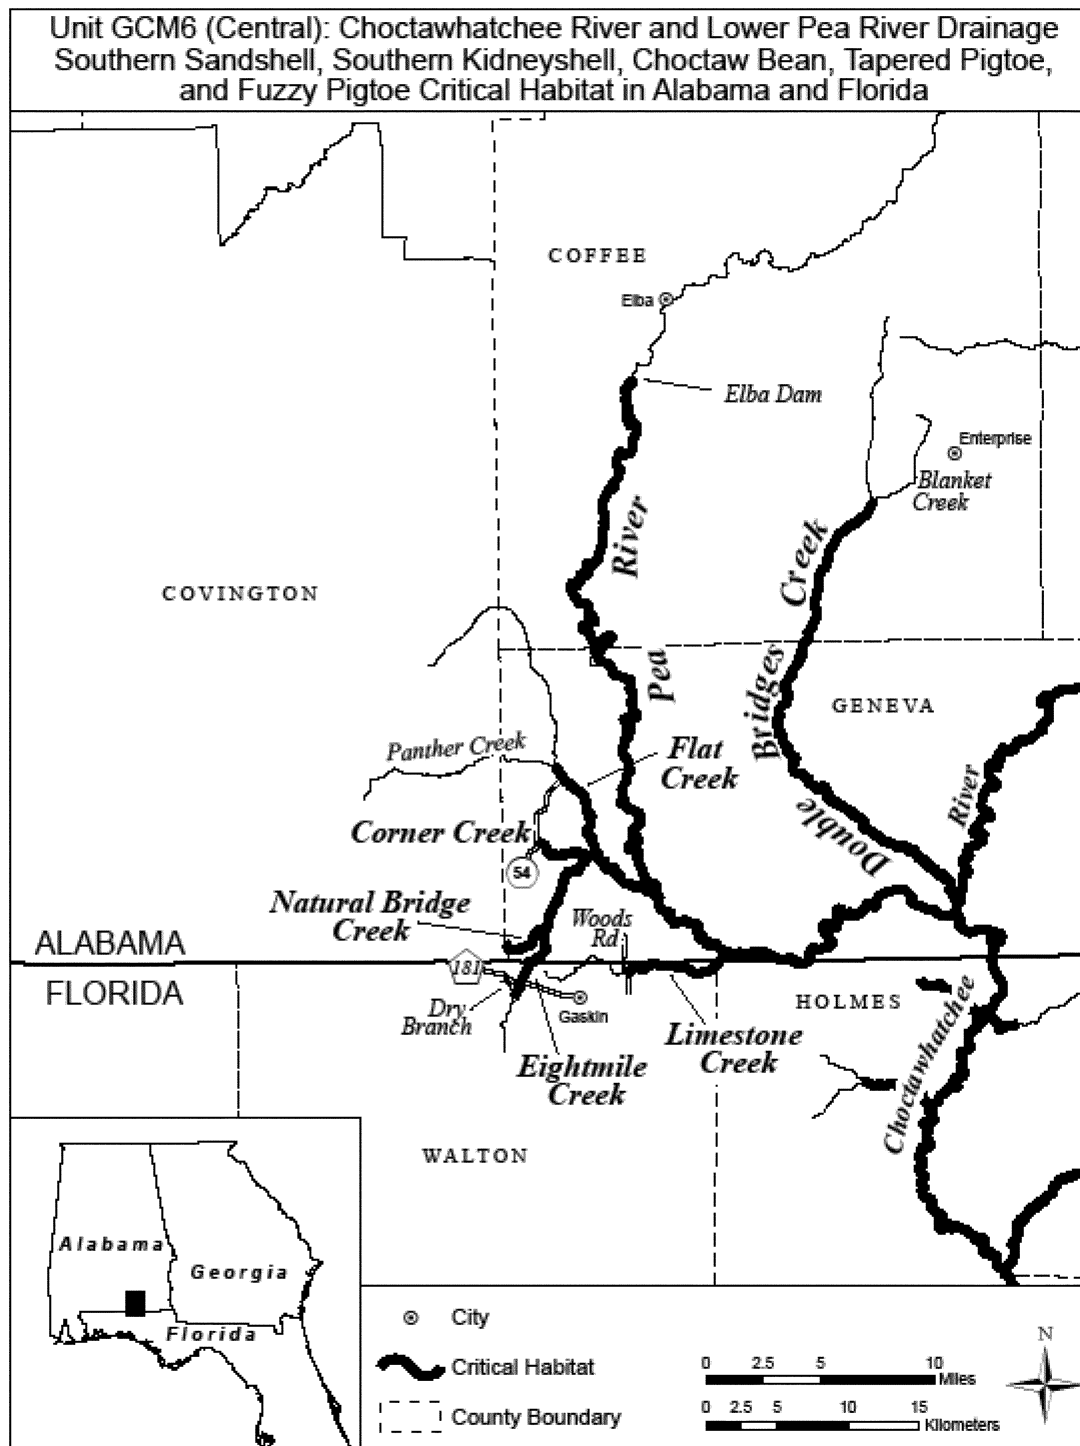 Unit GCM6 (Central): Choctawhatchee River and Lower Pea River Drainage
Southern Sandshell, Southern Kidneyshell, Choctaw Bean, Tapered Pigtoe,
and Fuzzy Pigtoe Critical Habitat in Alabama and Florida
COFFEE
Elba
Elba Dam
Enterprise
Blanket
Creek
River
Pea
COVINGTON
Creek
Bridges
Double
GENEVA
River
Panther Creek
Flat
Creek
Corner Creek
54
Natural Bridge
Creek
Woods
Rd
ALABAMA
FLORIDA
181
Dry
Branch
Gaskin
HOLMES
Choctawhatchee
Limestone
Creek
Eightmile
Creek
WALTON
Alabama
Georgia
Florida
City
Critical Habitat
County Boundary
0 2.5 5 10
Miles
0 2.5 5 10 15
Kilometers
N